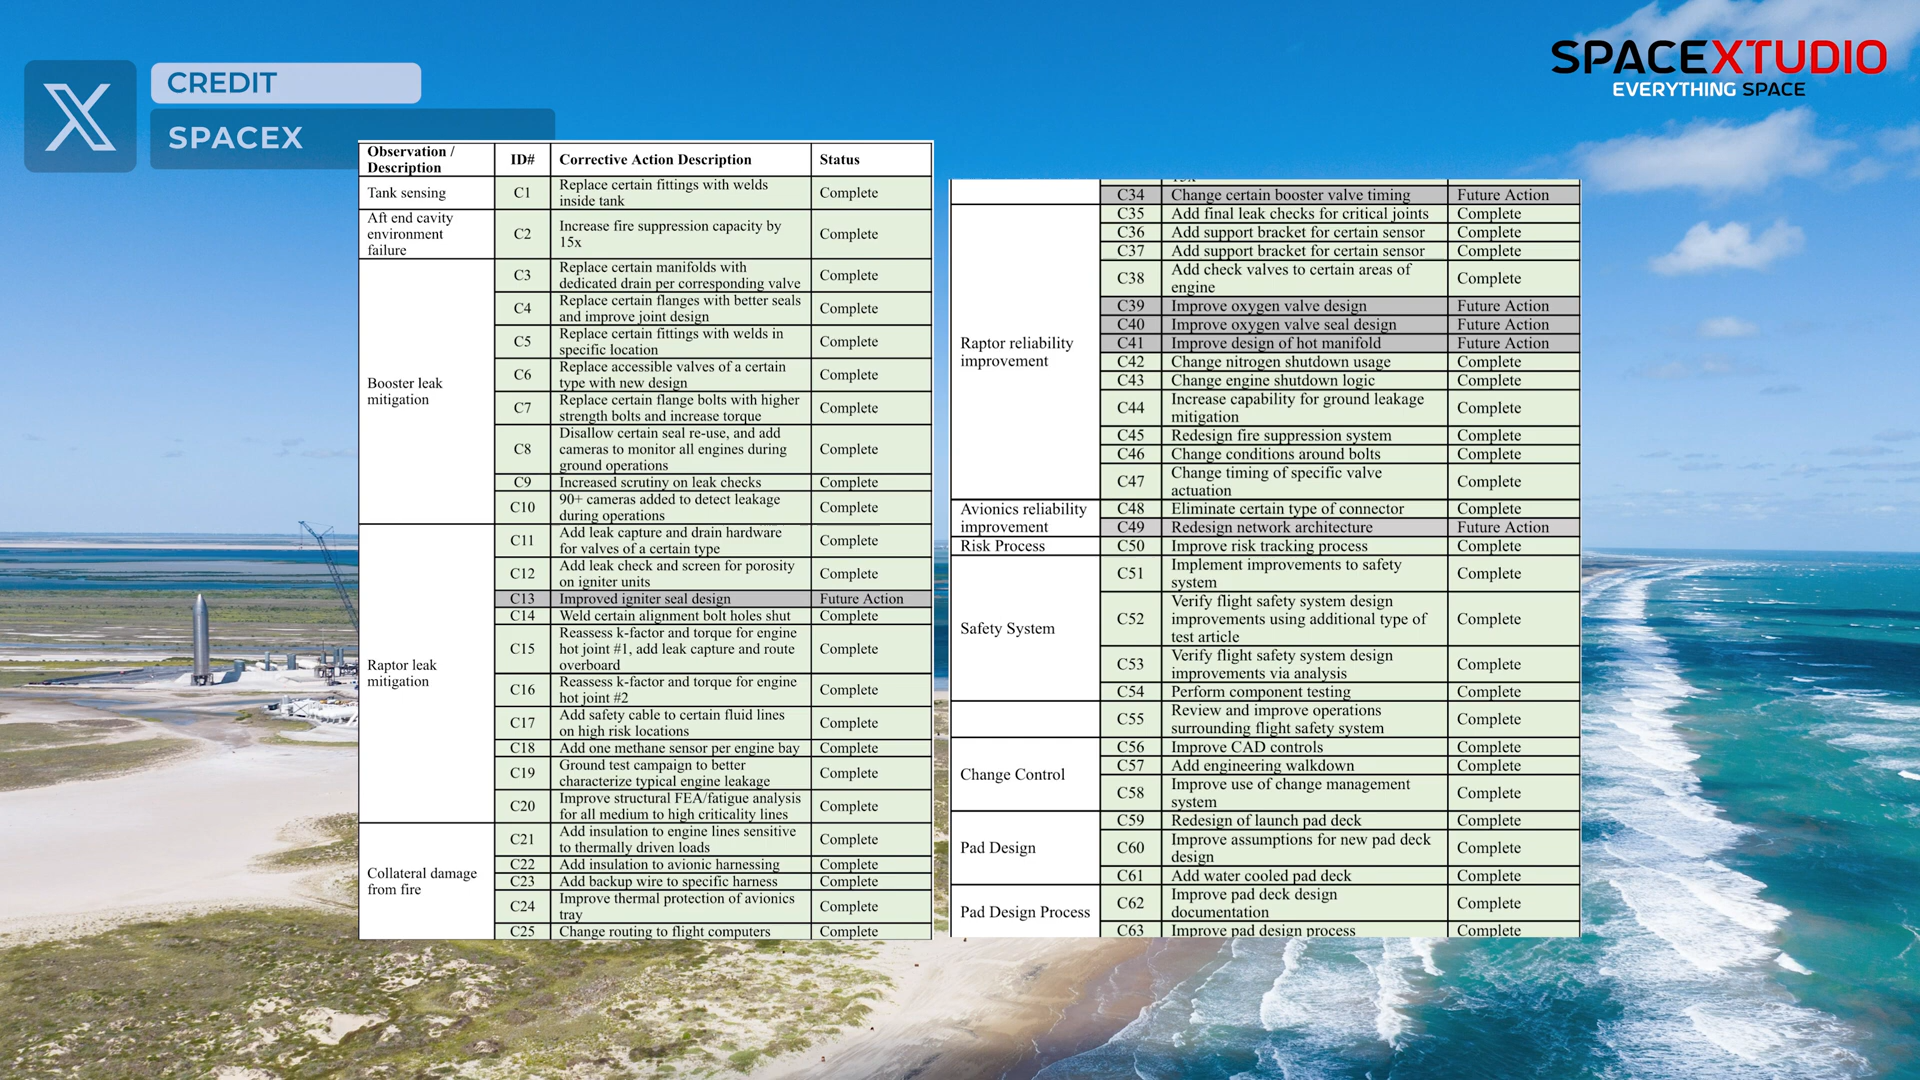 CREDIT
SPACEX
SPACEXTUDIO
EVERYTHING SPACE
Observation /
Description
ID#
Corrective Action Description
Status
Tank sensing
C1
Replace certain fittings with welds
inside tank
Complete
Aft end cavity
environment
failure
C2
Increase fire suppression capacity by
15x
Complete
Booster leak
mitigation
C3
Replace certain manifolds with
dedicated drain per corresponding valve
Complete
C4
Replace certain flanges with better seals
and improve joint design
Complete
C5
Replace certain fittings with welds in
specific location
Complete
C6
Replace accessible valves of a certain
type with new design
Complete
C7
Replace certain flange bolts with higher
strength bolts and increase torque
Complete
C8
Disallow certain seal re-use, and add
cameras to monitor all engines during
ground operations
Complete
C9
Increased scrutiny on leak checks
Complete
C10
90+ cameras added to detect leakage
during operations
Complete
Raptor leak
mitigation
C11
Add leak capture and drain hardware
for valves of a certain type
Complete
C12
Add leak check and screen for porosity
on igniter units
Complete
C13
Improved igniter seal design
Future Action
C14
Weld certain alignment bolt holes shut
Complete
C15
Reassess k-factor and torque for engine
hot joint #1, add leak capture and route
overboard
Complete
C16
Reassess k-factor and torque for engine
hot joint #2
Complete
C17
Add safety cable to certain fluid lines
on high risk locations
Complete
C18
Add one methane sensor per engine bay
Complete
C19
Ground test campaign to better
characterize typical engine leakage
Complete
C20
Improve structural FEA/fatigue analysis
for all medium to high criticality lines
Complete
Collateral damage
from fire
C21
Add insulation to engine lines sensitive
to thermally driven loads
Complete
C22
Add insulation to avionic harnessing
Complete
C23
Add backup wire to specific harness
Complete
C24
Improve thermal protection of avionics
tray
Complete
C25
Change routing to flight computers
Complete
C34
Change certain booster valve timing
Future Action
Raptor reliability
improvement
C35
Add final leak checks for critical joints
Complete
C36
Add support bracket for certain sensor
Complete
C37
Add support bracket for certain sensor
Complete
C38
Add check valves to certain areas of
engine
Complete
C39
Improve oxygen valve design
Future Action
C40
Improve oxygen valve seal design
Future Action
C41
Improve design of hot manifold
Future Action
C42
Change nitrogen shutdown usage
Complete
C43
Change engine shutdown logic
Complete
C44
Increase capability for ground leakage
mitigation
Complete
C45
Redesign fire suppression system
Complete
C46
Change conditions around bolts
Complete
C47
Change timing of specific valve
actuation
Complete
Avionics reliability
improvement
C48
Eliminate certain type of connector
Complete
C49
Redesign network architecture
Future Action
Risk Process
C50
Improve risk tracking process
Complete
Safety System
C51
Implement improvements to safety
system
Complete
C52
Verify flight safety system design
improvements using additional type of
test article
Complete
C53
Verify flight safety system design
improvements via analysis
Complete
C54
Perform component testing
Complete
C55
Review and improve operations
surrounding flight safety system
Complete
Change Control
C56
Improve CAD controls
Complete
C57
Add engineering walkdown
Complete
C58
Improve use of change management
system
Complete
Pad Design
C59
Redesign of launch pad deck
Complete
C60
Improve assumptions for new pad deck
design
Complete
C61
Add water cooled pad deck
Complete
Pad Design Process
C62
Improve pad deck design
documentation
Complete
C63
Improve pad design process
Complete